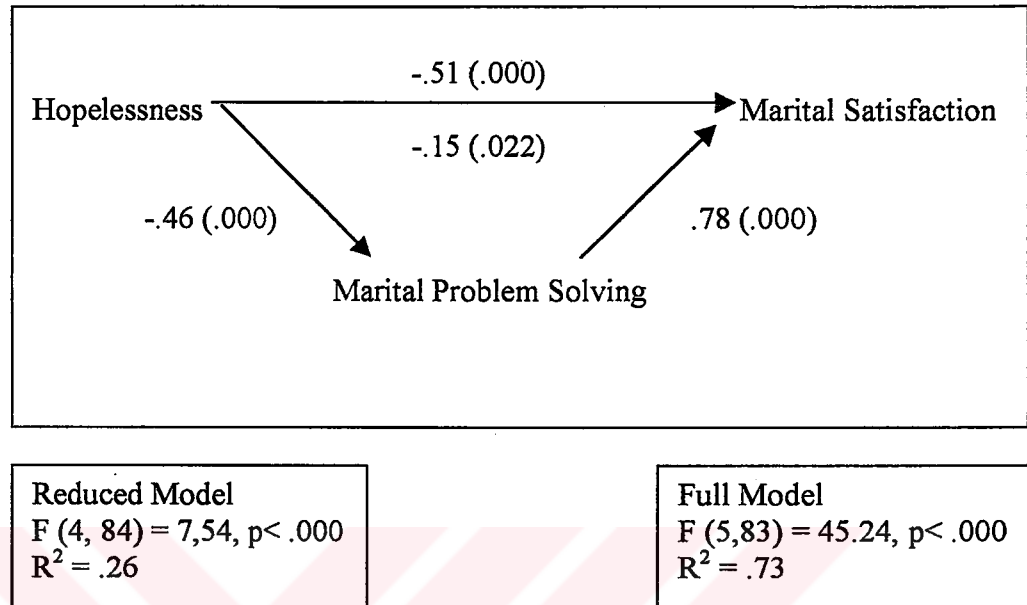 -.51 (.000)
Hopelessness Marital Satisfaction
-.15 (.022)
-.46 (.000) .78 (.000)
Marital Problem Solving
Reduced Model
F (4, 84) = 7,54, p< .000
R² = .26
Full Model
F (5,83) = 45.24, p< .000
R² = .73